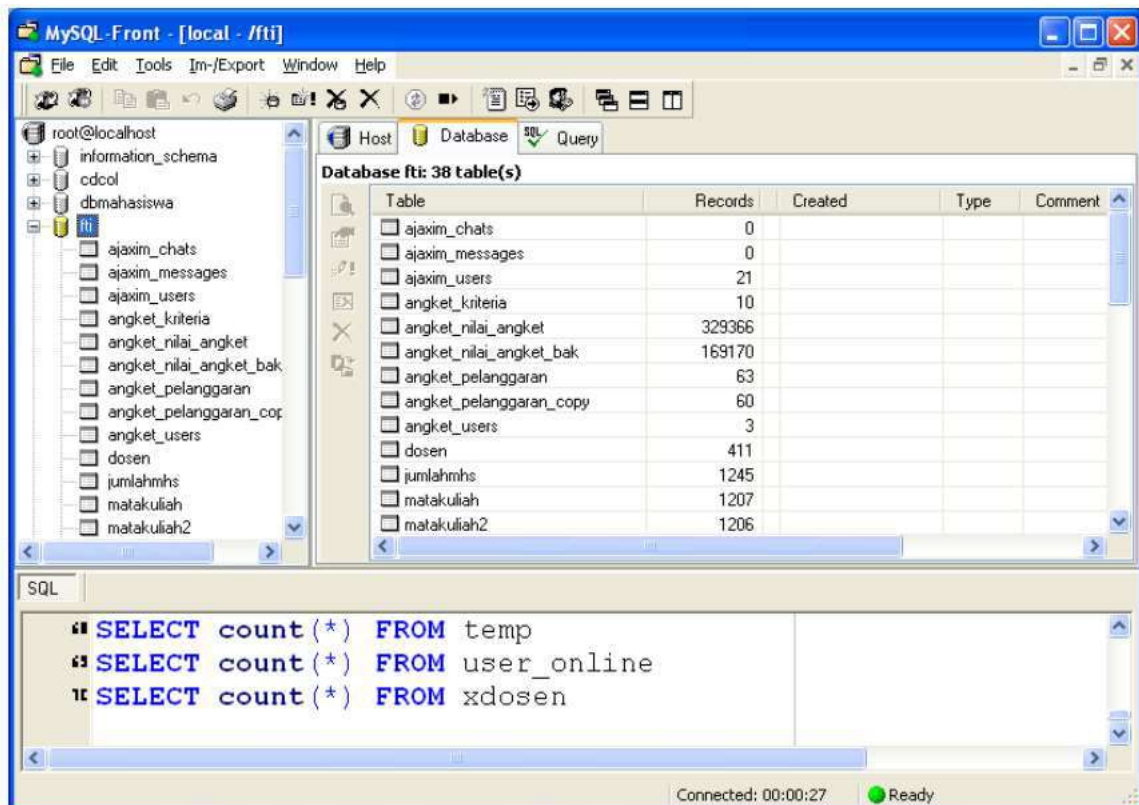 MySQL-Front - [local - /fti]
File Edit Tools Im-/Export Window Help
root@localhost
information_schema
cdcol
dbmahasiswa
fti
ajaxim_chats
ajaxim_messages
ajaxim_users
angket_kriteria
angket_nilai_angket
angket_nilai_angket_bak
angket_pelanggaran
angket_pelanggaran_cop
angket_users
dosen
jumlahmhs
matakuliah
matakuliah2
Host Database SQL Query
Database fti: 38 table(s)
Table Records Created Type Comment
ajaxim_chats 0
ajaxim_messages 0
ajaxim_users 21
angket_kriteria 10
angket_nilai_angket 329366
angket_nilai_angket_bak 169170
angket_pelanggaran 63
angket_pelanggaran_copy 60
angket_users 3
dosen 411
jumlahmhs 1245
matakuliah 1207
matakuliah2 1206
SQL
SELECT count(*) FROM temp
SELECT count(*) FROM user_online
SELECT count(*) FROM xdosen
Connected: 00:00:27 Ready